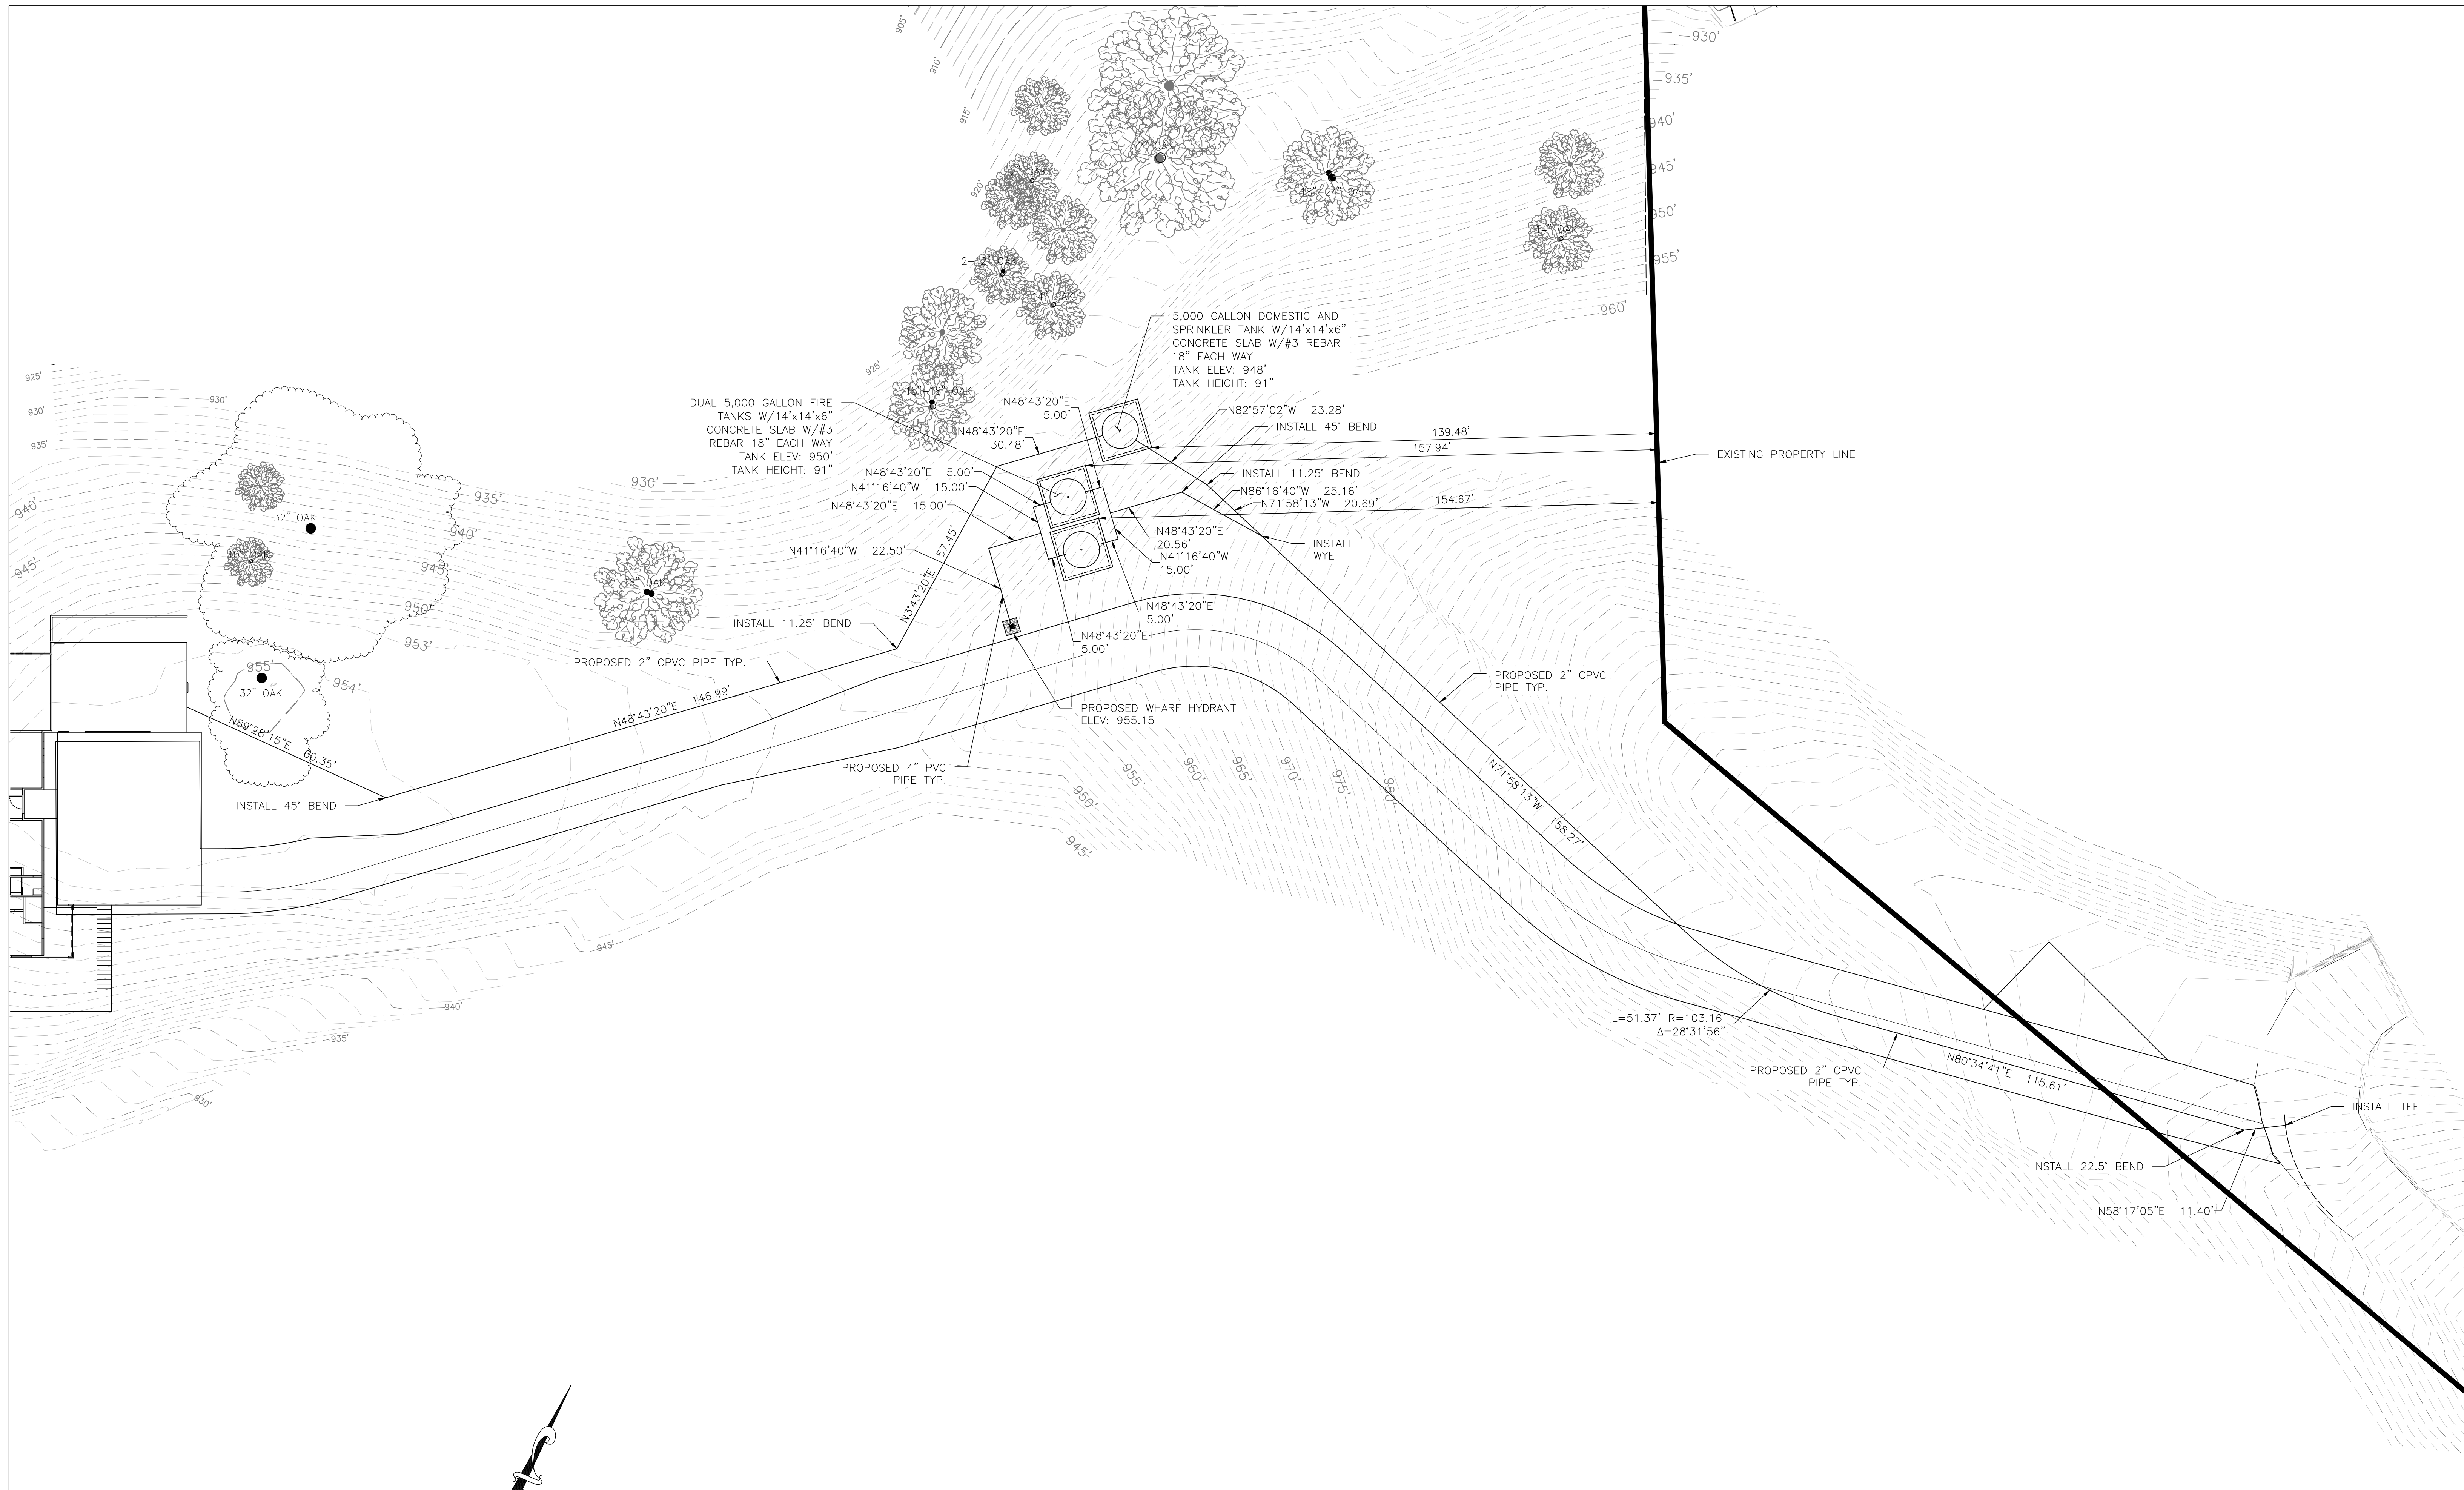 905'
910'
915'
920'
925'
930'
935'
940'
945'
950'
955'
960'
14" OAK
2-12" OAK
5,000 GALLON DOMESTIC AND
SPRINKLER TANK W/14'x14'x6"
CONCRETE SLAB W/#3 REBAR
18" EACH WAY
TANK ELEV: 948'
TANK HEIGHT: 91"
DUAL 5,000 GALLON FIRE
TANKS W/14'x14'x6"
CONCRETE SLAB W/#3
REBAR 18" EACH WAY
TANK ELEV: 950'
TANK HEIGHT: 91"
N48°43'20"E
5.00'
N48°43'20"E
30.48'
N48°43'20"E 5.00'
N41°16'40"W 15.00'
N48°43'20"E 15.00'
N41°16'40"W 22.50'
N82°57'02"W 23.28'
INSTALL 45° BEND
139.48'
157.94'
EXISTING PROPERTY LINE
INSTALL 11.25° BEND
N86°16'40"W 25.16'
N71°58'13"W 20.69'
154.67'
N48°43'20"E
20.56'
N41°16'40"W
15.00'
INSTALL
WYE
N48°43'20"E
5.00'
N48°43'20"E
5.00'
N3°43'20"E 57.45'
INSTALL 11.25° BEND
PROPOSED 2" CPVC PIPE TYP.
N48°43'20"E 146.99'
PROPOSED WHARF HYDRANT
ELEV: 955.15
PROPOSED 4" PVC
PIPE TYP.
PROPOSED 2" CPVC
PIPE TYP.
925'
930'
935'
930'
940'
945'
32" OAK
935'
940'
945'
950'
953'
954'
955'
32" OAK
930'
925'
N89°28'15"E 60.35'
INSTALL 45° BEND
945'
950'
955'
960'
965'
970'
975'
980'
945'
940'
935'
930'
N71°58'13"W 158.27'
L=51.37' R=103.16'
Δ=28°31'56"
PROPOSED 2" CPVC
PIPE TYP.
N80°34'41"E 115.61'
INSTALL TEE
INSTALL 22.5° BEND
N58°17'05"E 11.40'